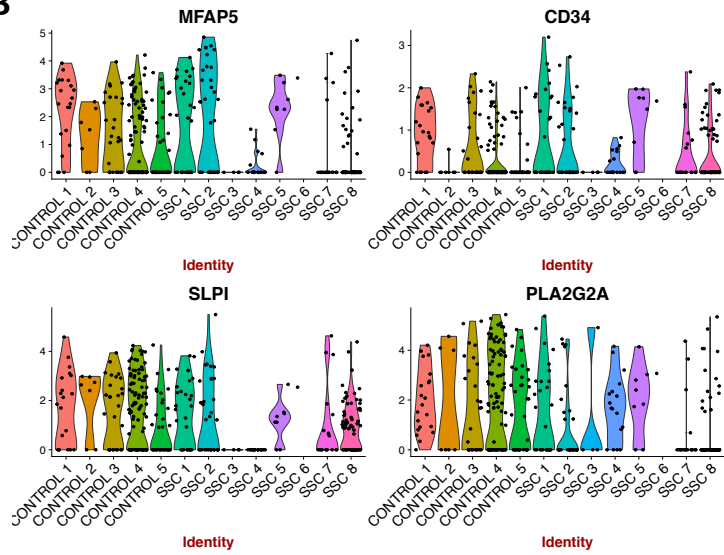 B
MFAP5
CD34
5
4
3
2
1
0
3
2
1
0
CONTROL 1
CONTROL 2
CONTROL 3
CONTROL 4
CONTROL 5
SSC 1
SSC 2
SSC 3
SSC 4
SSC 5
SSC 6
SSC 7
SSC 8
CONTROL 1
CONTROL 2
CONTROL 3
CONTROL 4
CONTROL 5
SSC 1
SSC 2
SSC 3
SSC 4
SSC 5
SSC 6
SSC 7
SSC 8
Identity
Identity
SLPI
PLA2G2A
4
2
0
4
2
0
CONTROL 1
CONTROL 2
CONTROL 3
CONTROL 4
CONTROL 5
SSC 1
SSC 2
SSC 3
SSC 4
SSC 5
SSC 6
SSC 7
SSC 8
CONTROL 1
CONTROL 2
CONTROL 3
CONTROL 4
CONTROL 5
SSC 1
SSC 2
SSC 3
SSC 4
SSC 5
SSC 6
SSC 7
SSC 8
Identity
Identity